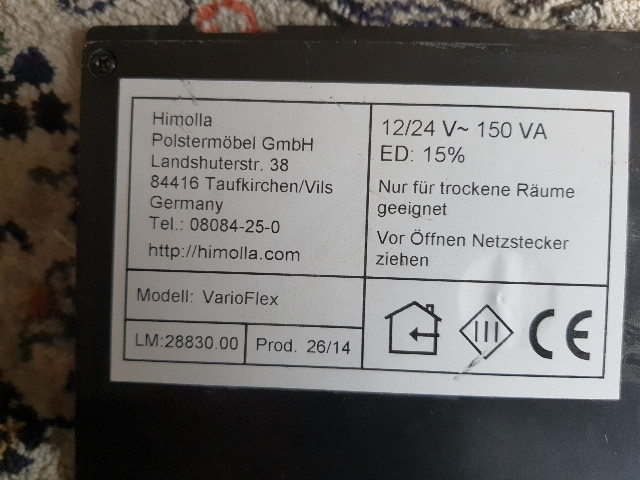 Himolla
Polstermöbel GmbH
Landshuterstr. 38
84416 Taufkirchen/Vils
Germany
Tel.: 08084-25-0
http://himolla.com
Modell: VarioFlex
LM:28830.00
Prod. 26/14
12/24 V~ 150 VA
ED: 15%
Nur für trockene Räume
geeignet
Vor Öffnen Netzstecker
ziehen
III
CE